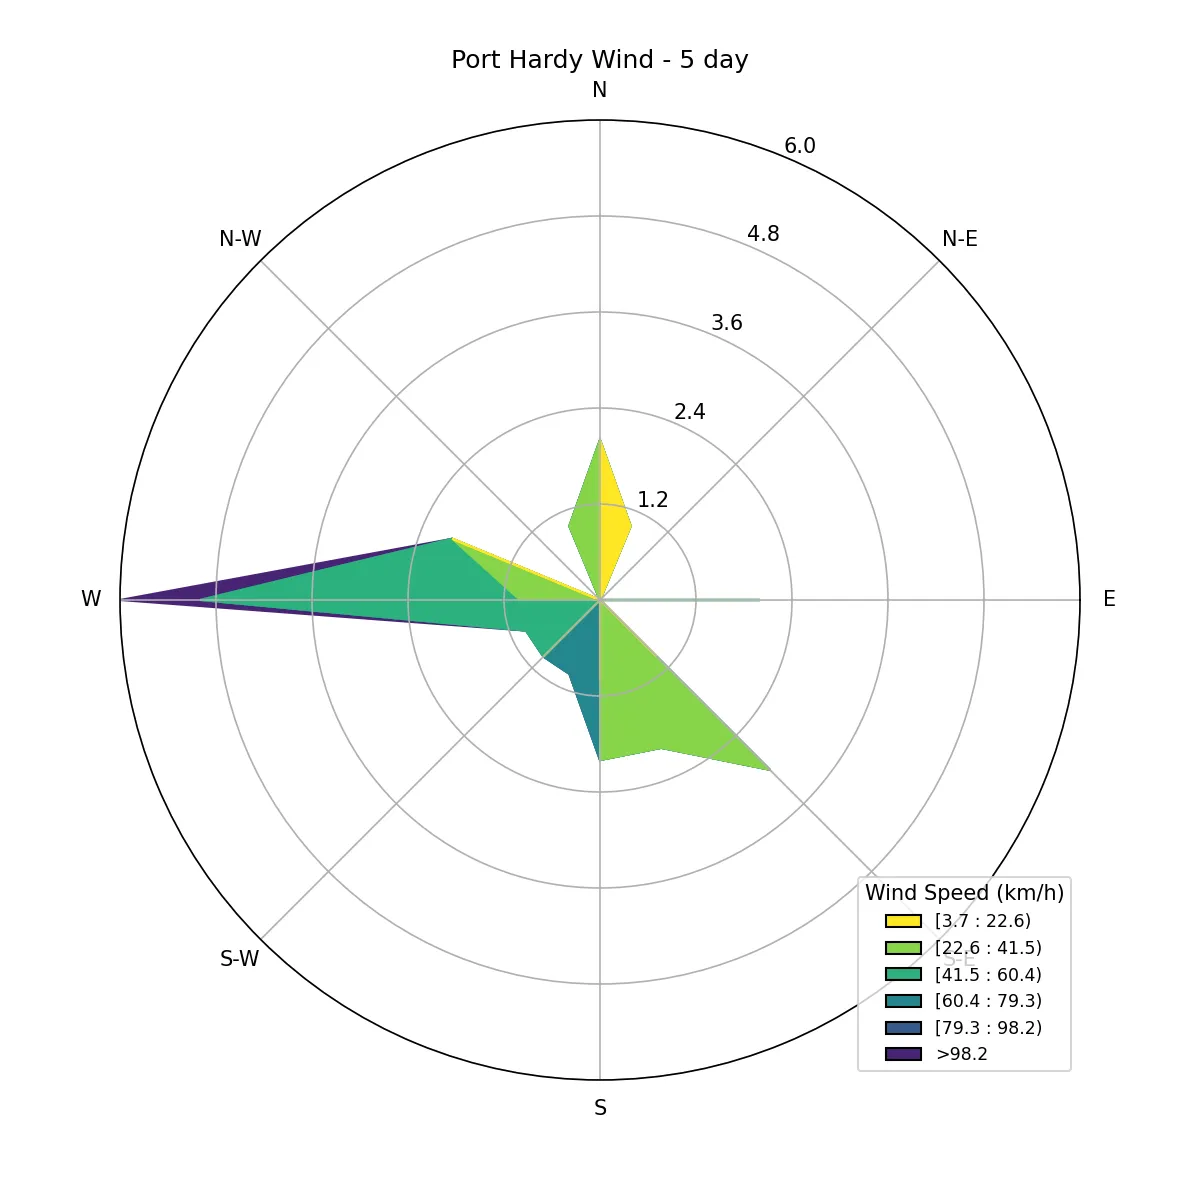 Port Hardy Wind - 5 day
N
6.0
N-W
N-E
4.8
3.6
2.4
1.2
W
E
S-W
S-E
Wind Speed (km/h)
[3.7 : 22.6)
[22.6 : 41.5)
[41.5 : 60.4)
[60.4 : 79.3)
[79.3 : 98.2)
>98.2
S